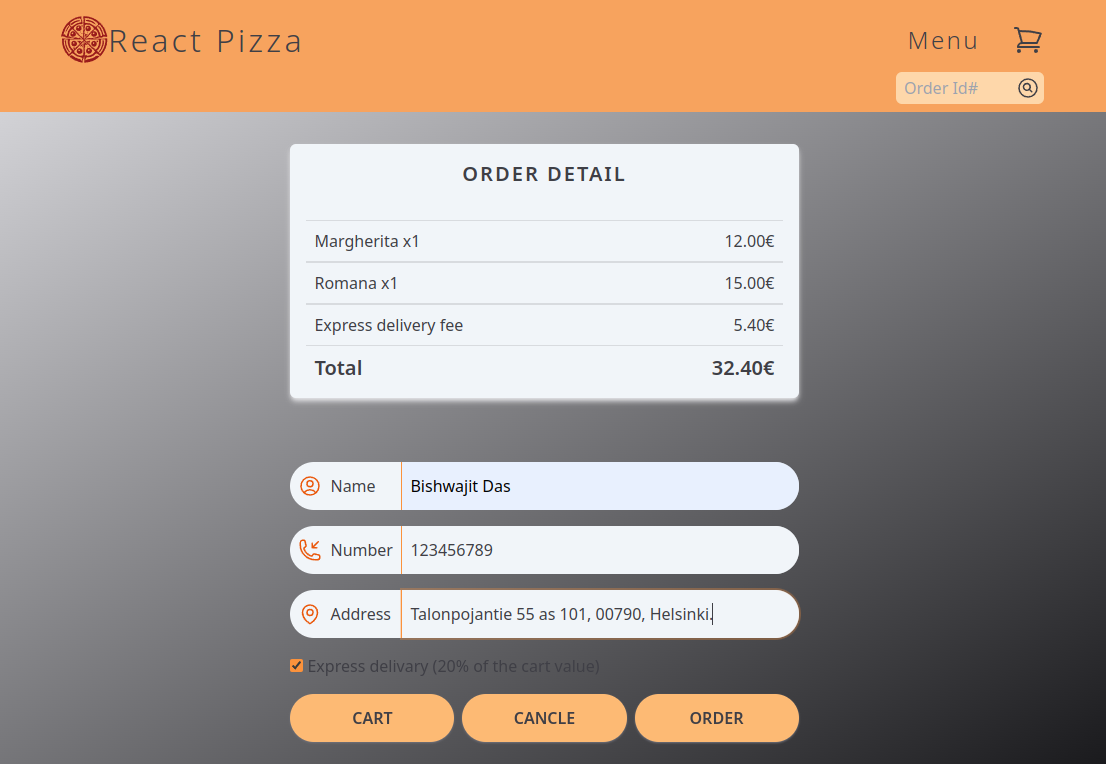 React Pizza
Menu
Order Id#
ORDER DETAIL
Margherita x1 12.00€
Romana x1 15.00€
Express delivery fee 5.40€
Total 32.40€
Name Bishwajit Das
Number 123456789
Address Talonpojantie 55 as 101, 00790, Helsinki.
Express delivary (20% of the cart value)
CART CANCLE ORDER